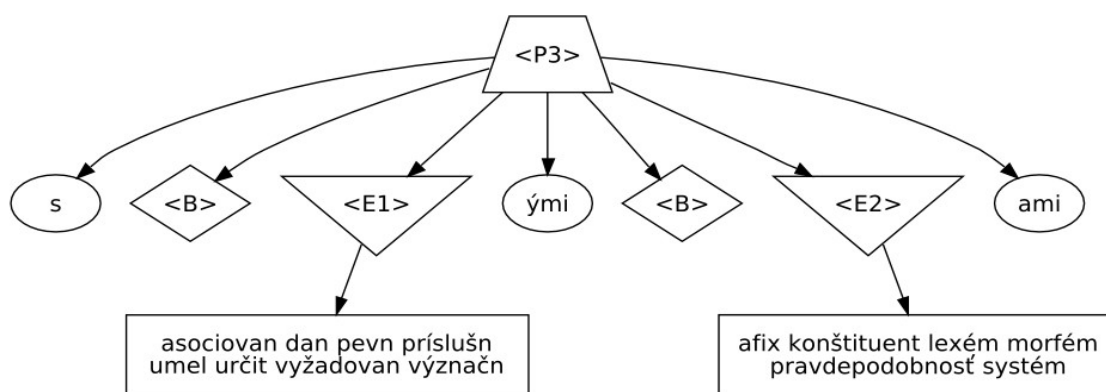 <P3>
s <B> <E1> ými <B> <E2> ami
asociovan dan pevn príslušn
umel určit vyžadovan význačn
afix konštituent lexém morfém
pravdepodobnosť systém